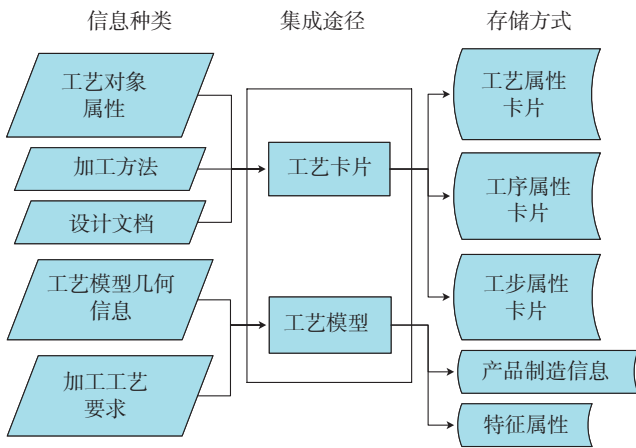 信息种类
集成途径
存储方式
工艺对象
属性
加工方法
设计文档
工艺模型几何
信息
加工工艺
要求
工艺卡片
工艺模型
工艺属性
卡片
工序属性
卡片
工步属性
卡片
产品制造信息
特征属性